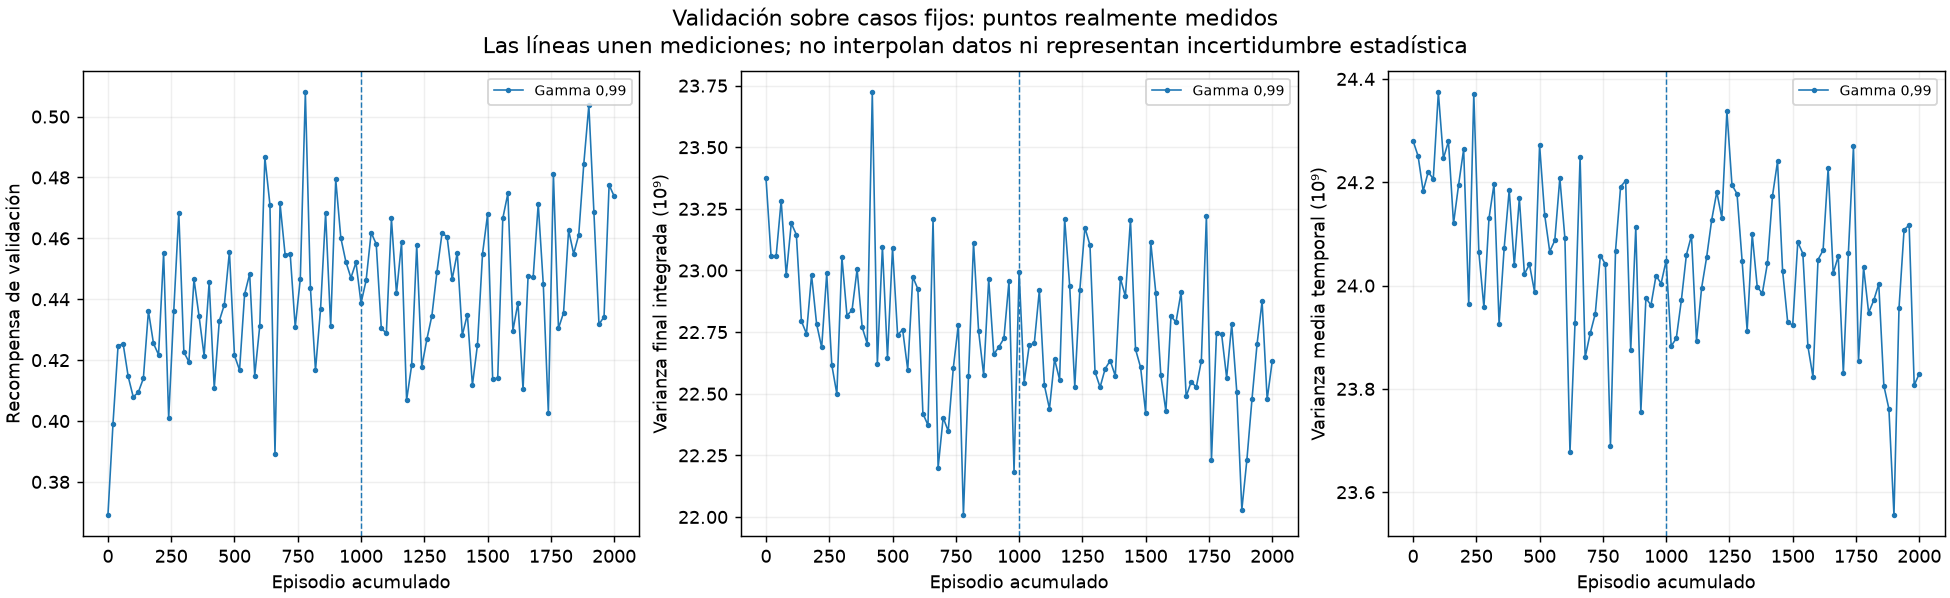 Validación sobre casos fijos: puntos realmente medidos
Las líneas unen mediciones; no interpolan datos ni representan incertidumbre estadística
Recompensa de validación
0.50
0.48
0.46
0.44
0.42
0.40
0.38
Gamma 0,99
0 250 500 750 1000 1250 1500 1750 2000
Episodio acumulado
Varianza final integrada (10⁹)
23.75
23.50
23.25
23.00
22.75
22.50
22.25
22.00
Gamma 0,99
0 250 500 750 1000 1250 1500 1750 2000
Episodio acumulado
Varianza media temporal (10⁹)
24.4
24.2
24.0
23.8
23.6
Gamma 0,99
0 250 500 750 1000 1250 1500 1750 2000
Episodio acumulado